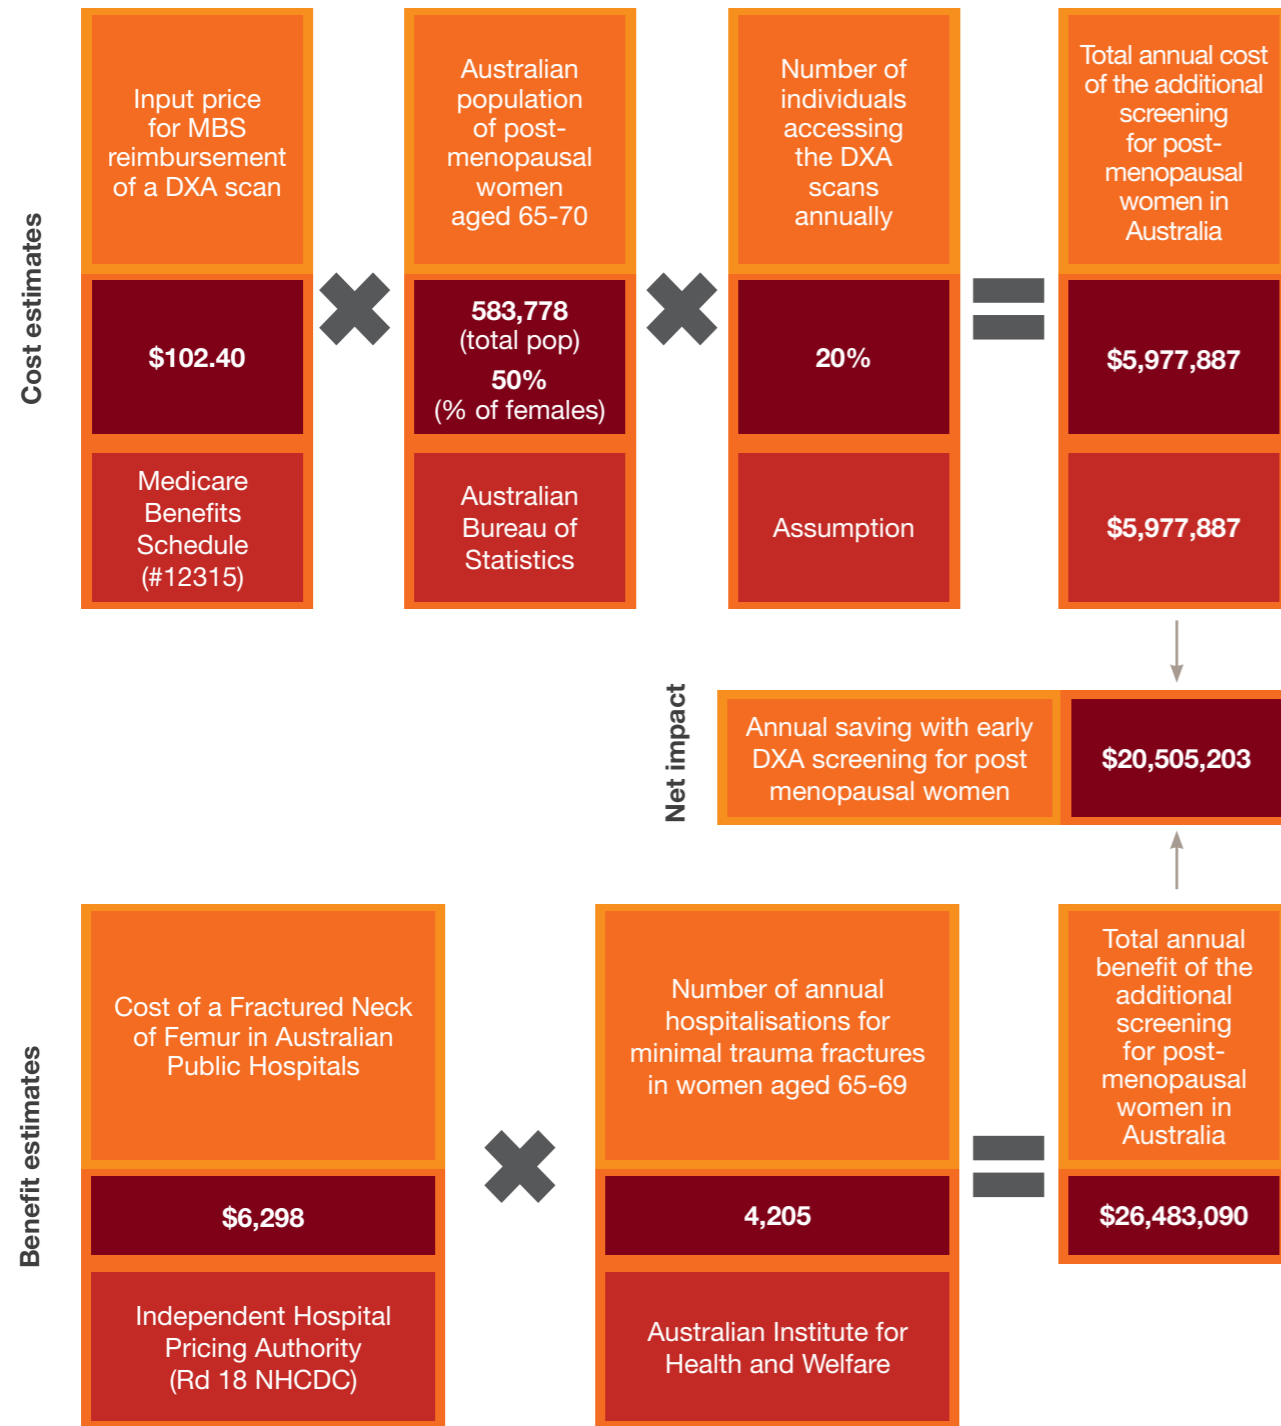 Cost estimates
Input price
for MBS
reimbursement
of a DXA scan
$102.40
Medicare
Benefits
Schedule
(#12315)
Australian
population
of post-
menopausal
women
aged 65-70
583,778
(total pop)
50%
(% of females)
Australian
Bureau of
Statistics
Number of
individuals
accessing
the DXA
scans
annually
20%
Assumption
Total annual cost
of the additional
screening
for post-
menopausal
women in
Australia
$5,977,887
$5,977,887
Net impact
Annual saving with early
DXA screening for post
menopausal women
$20,505,203
Benefit estimates
Cost of a Fractured Neck
of Femur in Australian
Public Hospitals
$6,298
Independent Hospital
Pricing Authority
(Rd 18 NHCDC)
Number of annual
hospitalisations for
minimal trauma fractures
in women aged 65-69
4,205
Australian Institute for
Health and Welfare
Total annual
benefit of the
additional
screening
for post-
menopausal
women in
Australia
$26,483,090